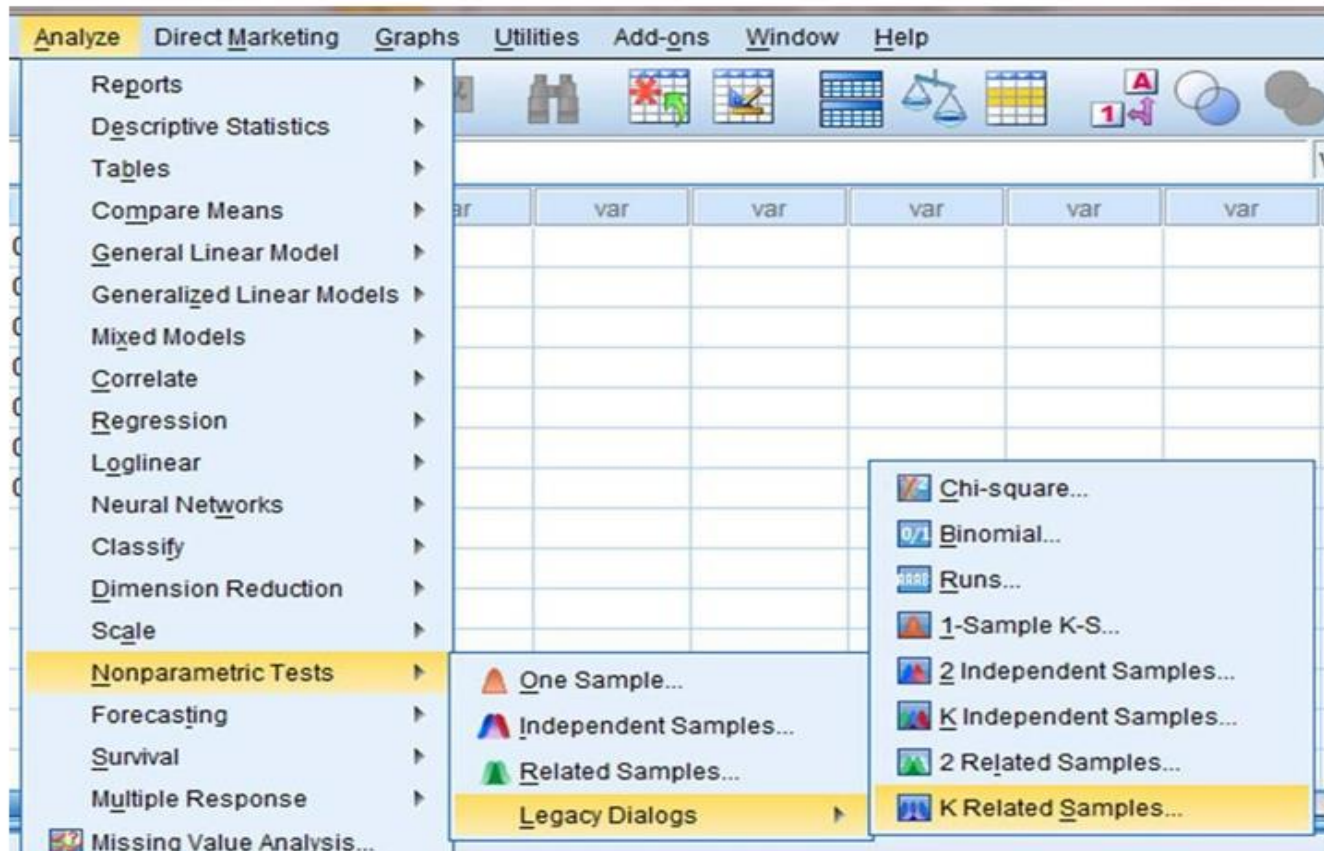 Analyze Direct Marketing Graphs Utilities Add-ons Window Help
Reports
Descriptive Statistics
Tables
Compare Means
General Linear Model
Generalized Linear Models
Mixed Models
Correlate
Regression
Loglinear
Neural Networks
Classify
Dimension Reduction
Scale
Nonparametric Tests
Forecasting
Survival
Multiple Response
Missing Value Analysis...
A
1
var var var var var
One Sample...
Independent Samples...
Related Samples...
Legacy Dialogs
Chi-square...
0/1 Binomial...
Runs...
1-Sample K-S...
2 Independent Samples...
K Independent Samples...
2 Related Samples...
K Related Samples...